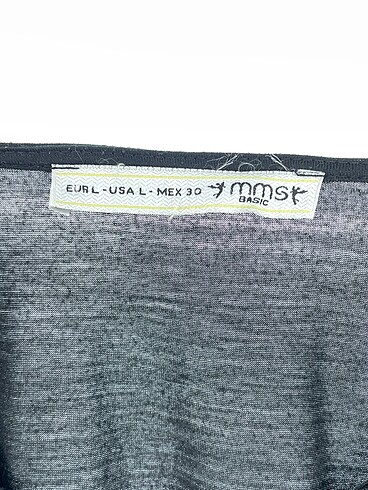 EUR L - USA L - MEX 30 mms
BASIC